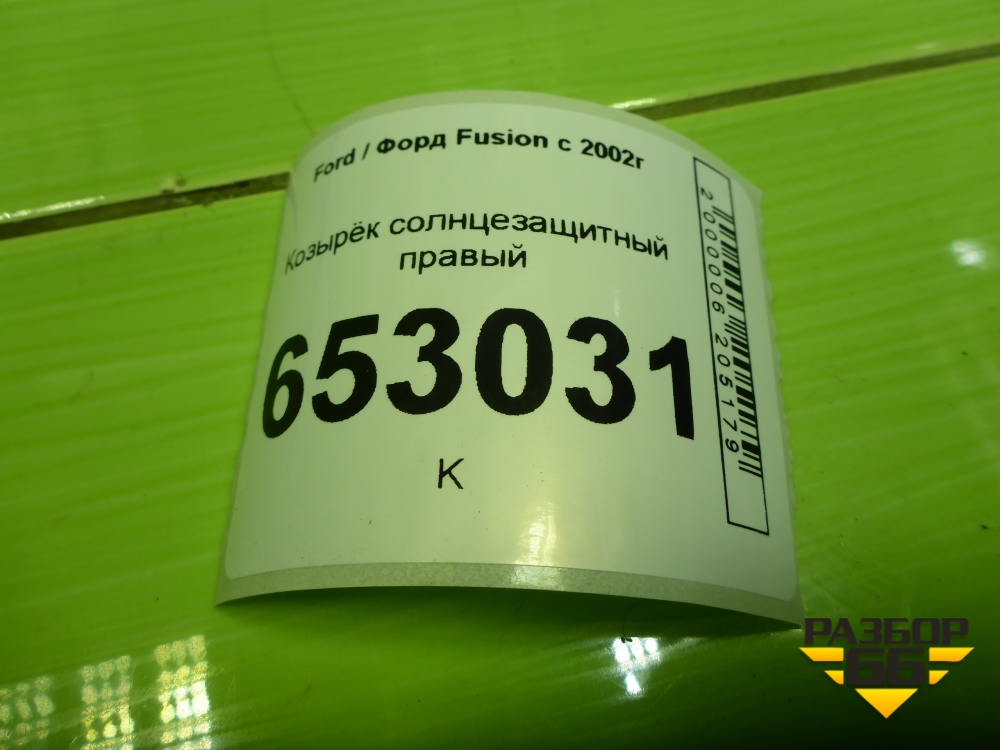 Ford / Форд Fusion с 2002г
Козырёк солнцезащитный
правый
653031
К
2000006205179
РАЗБОР
66